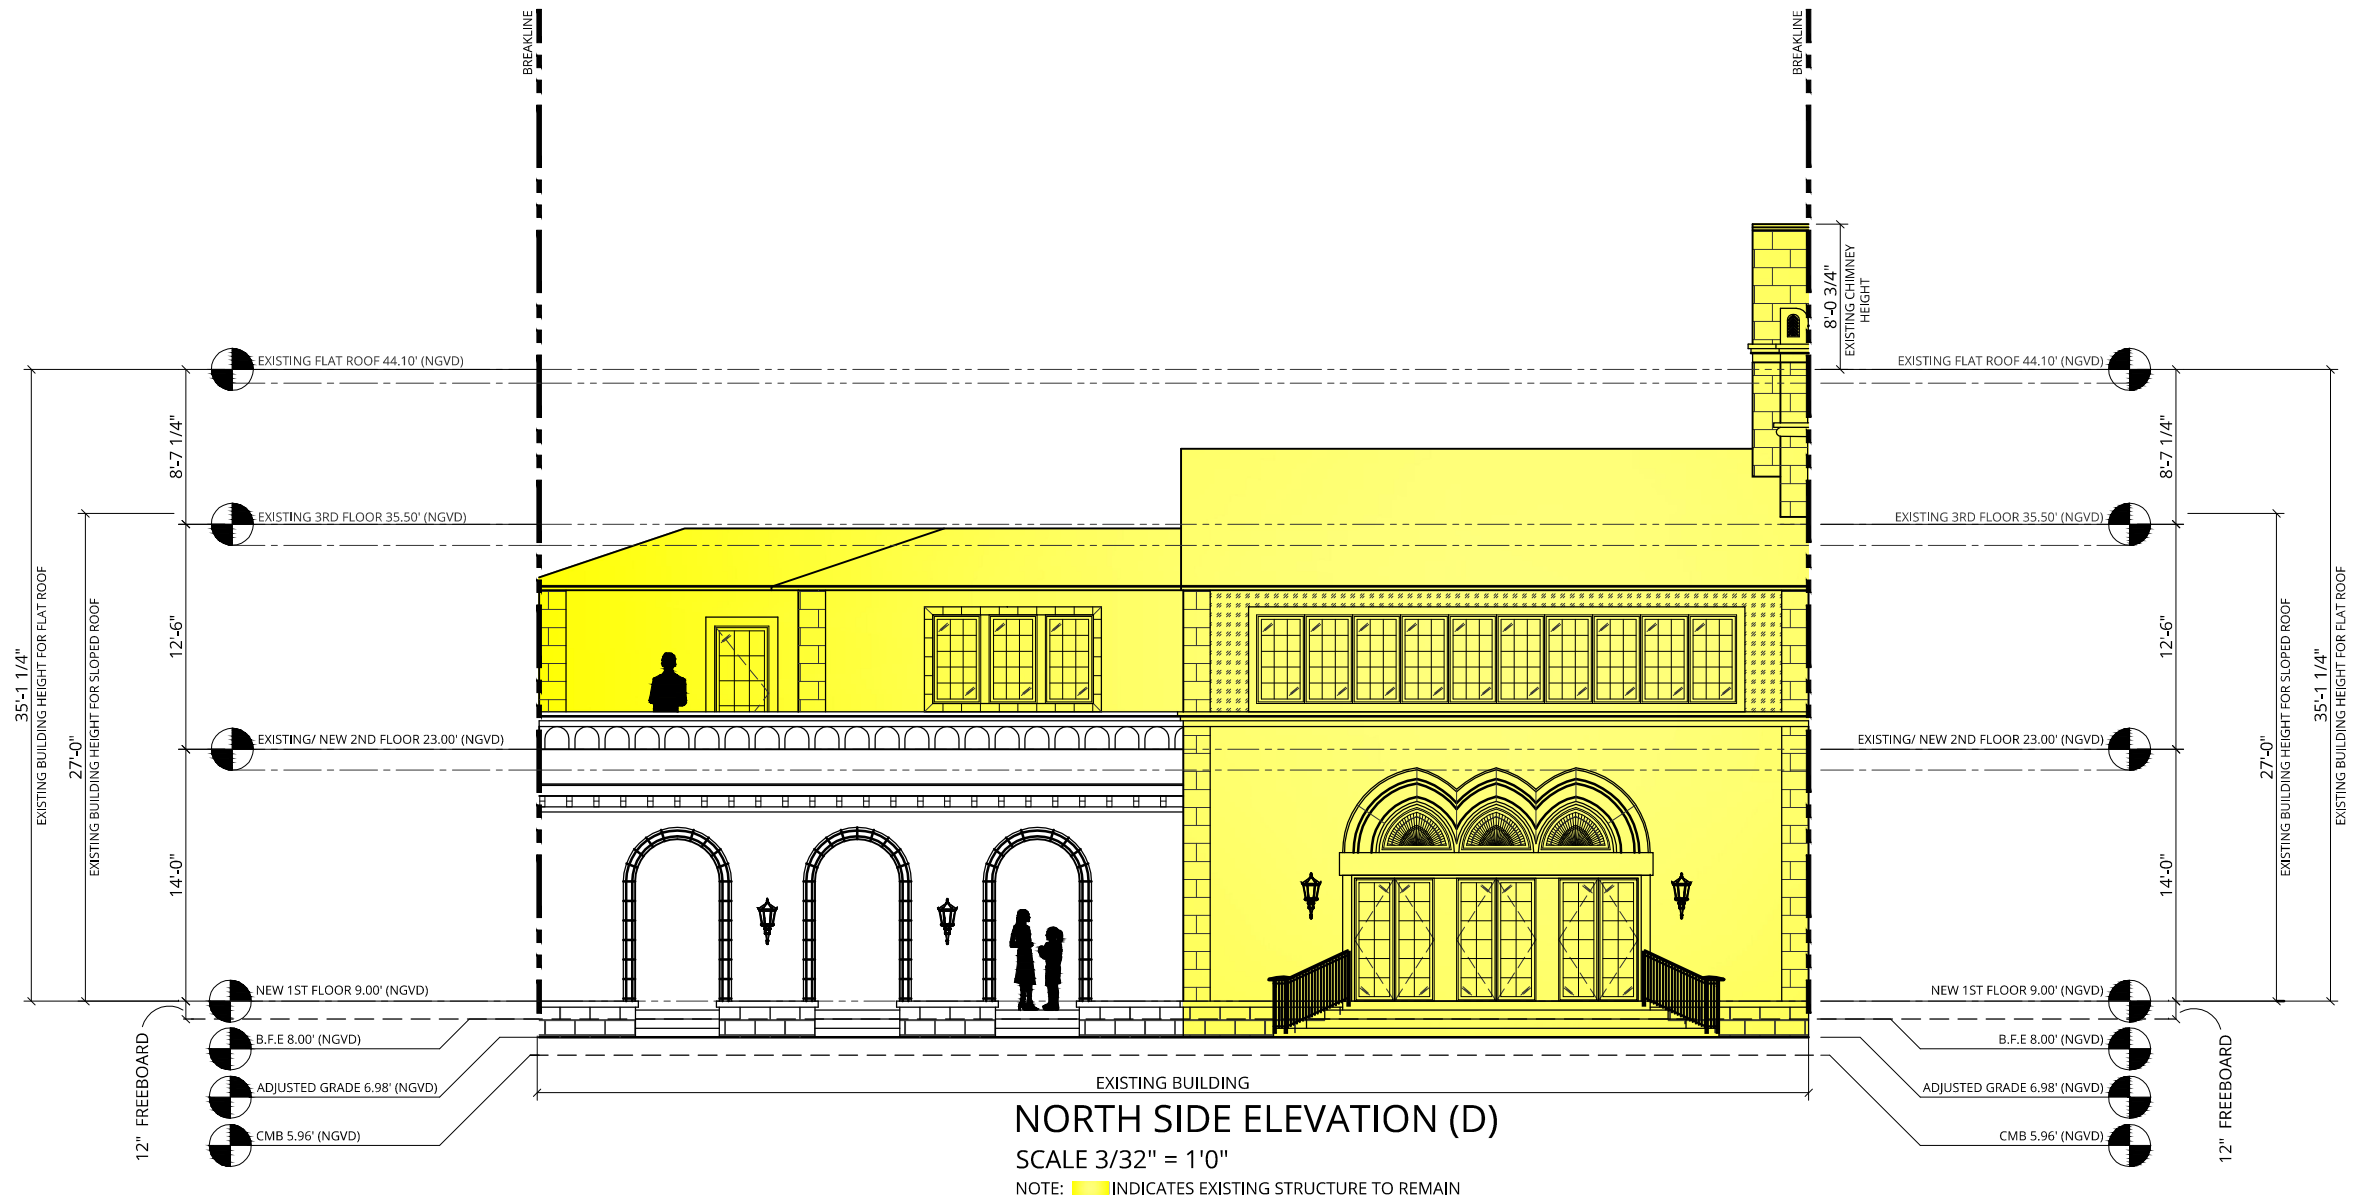 BREAKLINE
BREAKLINE
8'-0 3/4"
EXISTING CHIMNEY
HEIGHT
EXISTING FLAT ROOF 44.10' (NGVD)
EXISTING FLAT ROOF 44.10' (NGVD)
8'-7 1/4"
8'-7 1/4"
EXISTING 3RD FLOOR 35.50' (NGVD)
EXISTING 3RD FLOOR 35.50' (NGVD)
35'-1 1/4"
EXISTING BUILDING HEIGHT FOR FLAT ROOF
27'-0"
EXISTING BUILDING HEIGHT FOR SLOPED ROOF
12'-6"
12'-6"
27'-0"
EXISTING BUILDING HEIGHT FOR SLOPED ROOF
35'-1 1/4"
EXISTING BUILDING HEIGHT FOR FLAT ROOF
EXISTING/ NEW 2ND FLOOR 23.00' (NGVD)
EXISTING/ NEW 2ND FLOOR 23.00' (NGVD)
14'-0"
14'-0"
NEW 1ST FLOOR 9.00' (NGVD)
NEW 1ST FLOOR 9.00' (NGVD)
12" FREEBOARD
12" FREEBOARD
B.F.E 8.00' (NGVD)
B.F.E 8.00' (NGVD)
ADJUSTED GRADE 6.98' (NGVD)
ADJUSTED GRADE 6.98' (NGVD)
CMB 5.96' (NGVD)
CMB 5.96' (NGVD)
EXISTING BUILDING
NORTH SIDE ELEVATION (D)
SCALE 3/32" = 1'0"
NOTE: INDICATES EXISTING STRUCTURE TO REMAIN